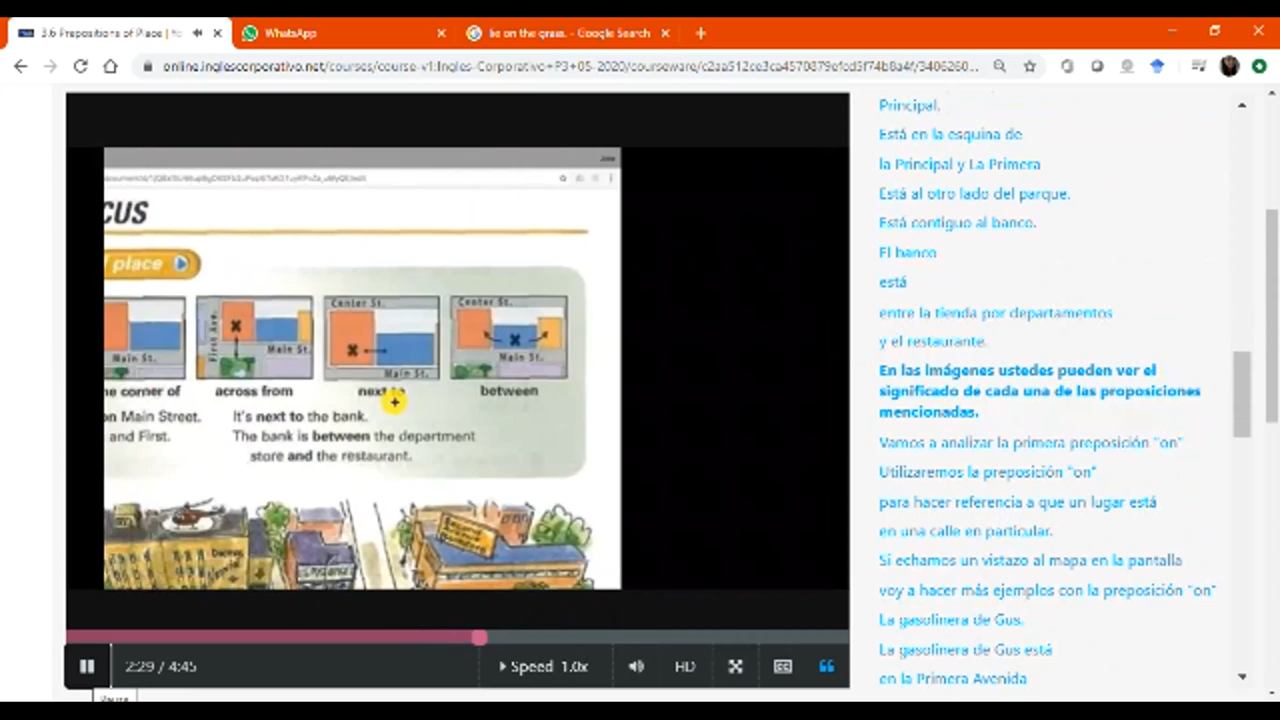 3.6 Prepositions of Place | Yo
WhatsApp
lie on the grass. - Google Search
Principal.
Está en la esquina de
la Principal y La Primera
Está al otro lado del parque.
Está contiguo al banco.
El banco
está
entre la tienda por departamentos
y el restaurante.
En las imágenes ustedes pueden ver el
significado de cada una de las proposiciones
mencionadas.
Vamos a analizar la primera preposición "on"
Utilizaremos la preposición "on"
para hacer referencia a que un lugar está
en una calle en particular.
Si echamos un vistazo al mapa en la pantalla
voy a hacer más ejemplos con la preposición "on"
La gasolinera de Gus.
La gasolinera de Gus está
en la Primera Avenida
CUS
place
Main St.
First Ave.
Main St.
Center St.
Main St.
Center St.
Main St.
he corner of
across from
next to
between
on Main Street.
It's next to the bank.
and First.
The bank is between the department
store and the restaurant.
2:29 / 4:45
Speed 1.0x
HD